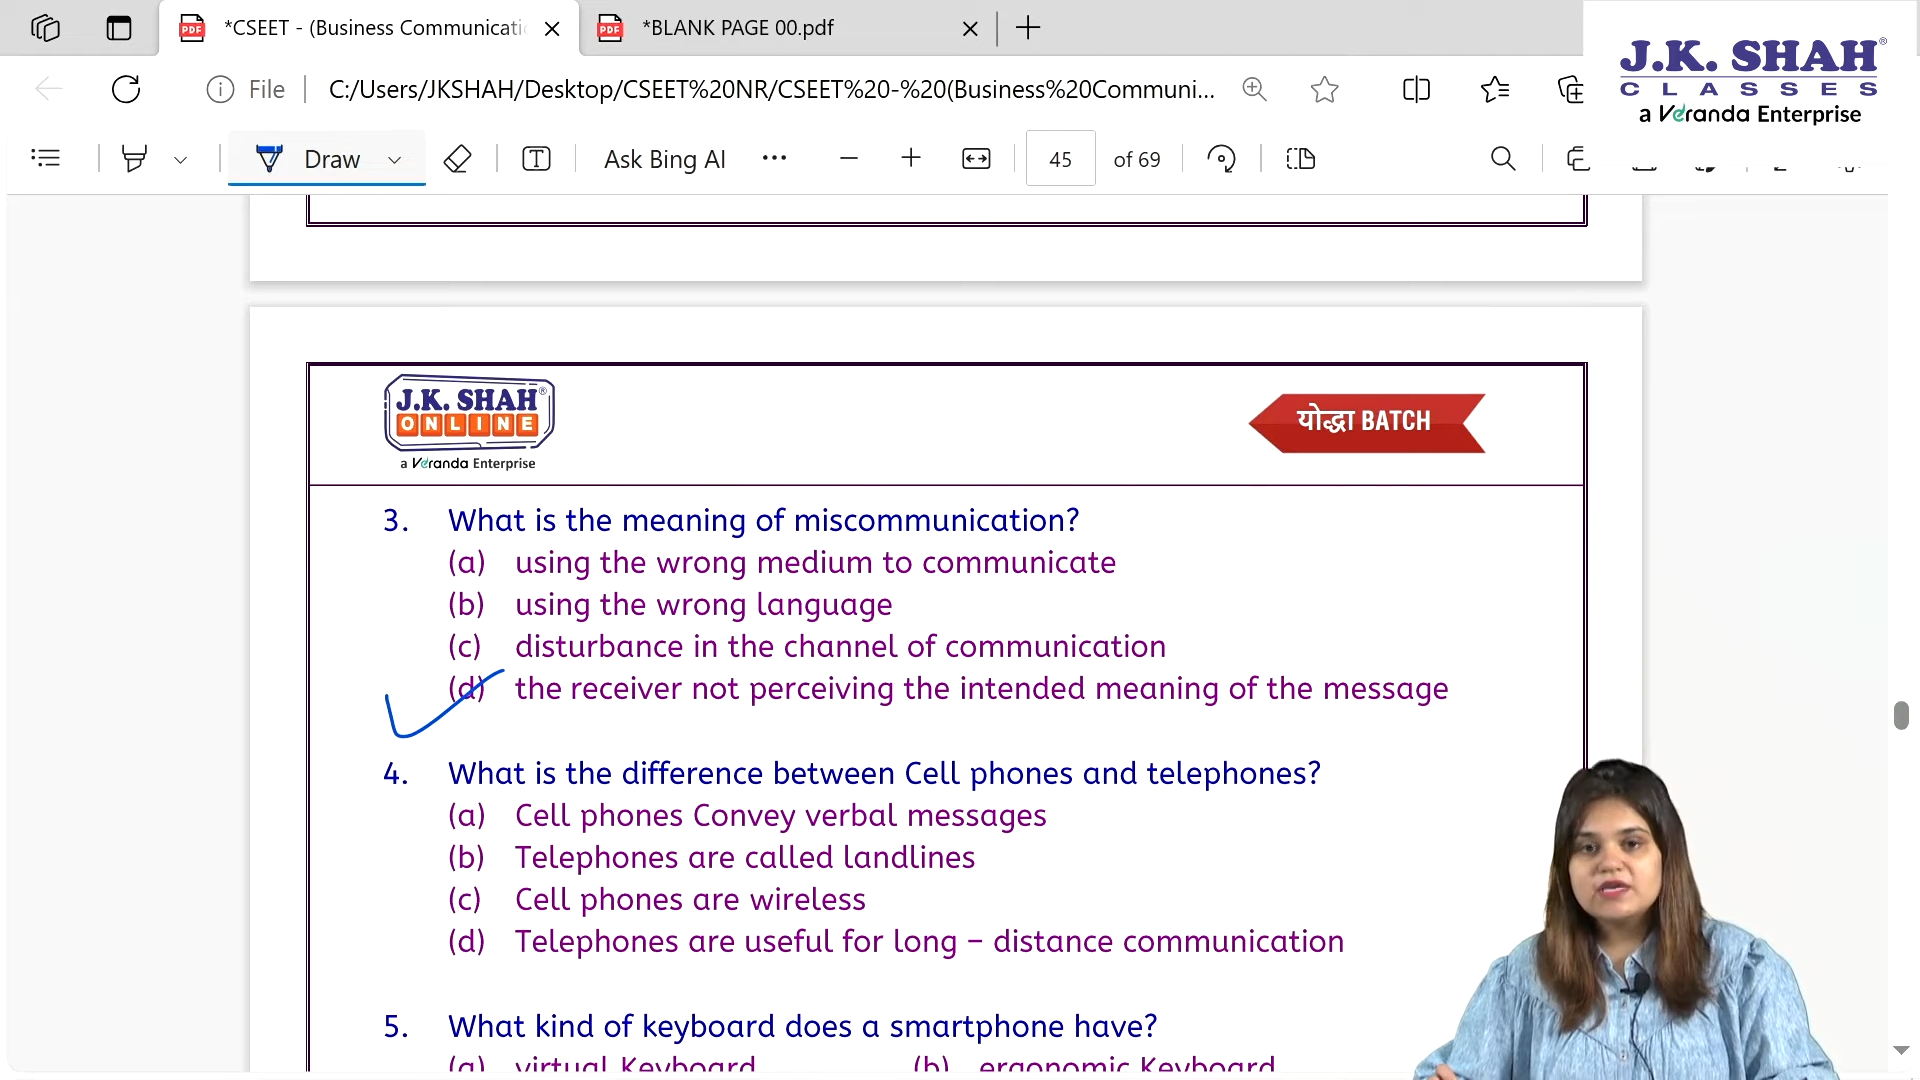 *CSEET - (Business Communicati
*BLANK PAGE 00.pdf
J.K. SHAH®
CLASSES
a Veranda Enterprise
File
C:/Users/JKSHAH/Desktop/CSEET%20NR/CSEET%20-%20(Business%20Communi...
Draw
Ask Bing AI
45
of 69
J.K. SHAH®
ONLINE
a Veranda Enterprise
योद्धा BATCH
3. What is the meaning of miscommunication?
(a) using the wrong medium to communicate
(b) using the wrong language
(c) disturbance in the channel of communication
(d) the receiver not perceiving the intended meaning of the message
4. What is the difference between Cell phones and telephones?
(a) Cell phones Convey verbal messages
(b) Telephones are called landlines
(c) Cell phones are wireless
(d) Telephones are useful for long – distance communication
5. What kind of keyboard does a smartphone have?
(a) virtual Keyboard (b) ergonomic Keyboard